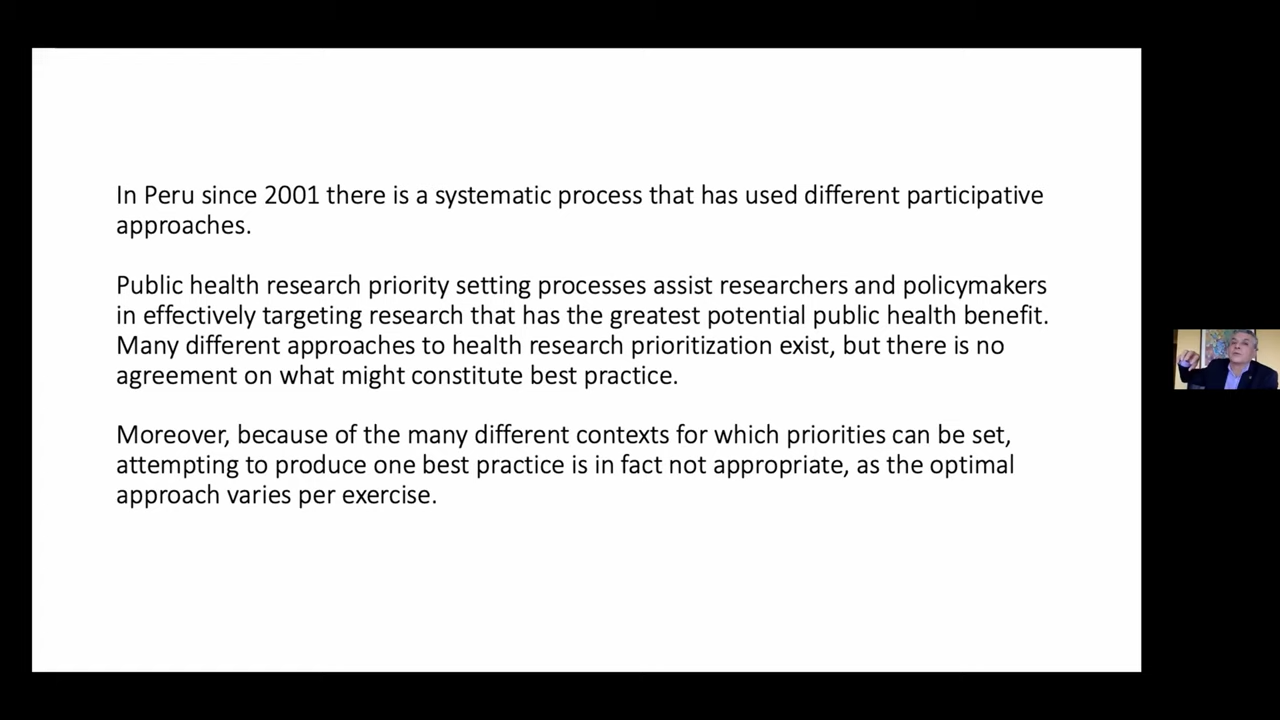 In Peru since 2001 there is a systematic process that has used different participative
approaches.
Public health research priority setting processes assist researchers and policymakers
in effectively targeting research that has the greatest potential public health benefit.
Many different approaches to health research prioritization exist, but there is no
agreement on what might constitute best practice.
Moreover, because of the many different contexts for which priorities can be set,
attempting to produce one best practice is in fact not appropriate, as the optimal
approach varies per exercise.